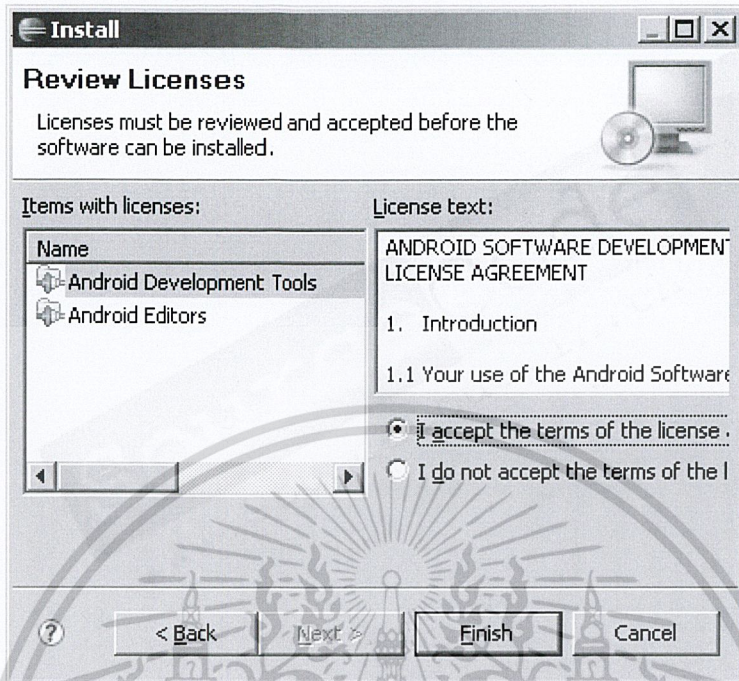 Install
Review Licenses
Licenses must be reviewed and accepted before the
software can be installed.
Items with licenses:
License text:
Name
Android Development Tools
Android Editors
ANDROID SOFTWARE DEVELOPMENT
LICENSE AGREEMENT
1. Introduction
1.1 Your use of the Android Software
I accept the terms of the license
I do not accept the terms of the l
< Back
Next >
Finish
Cancel